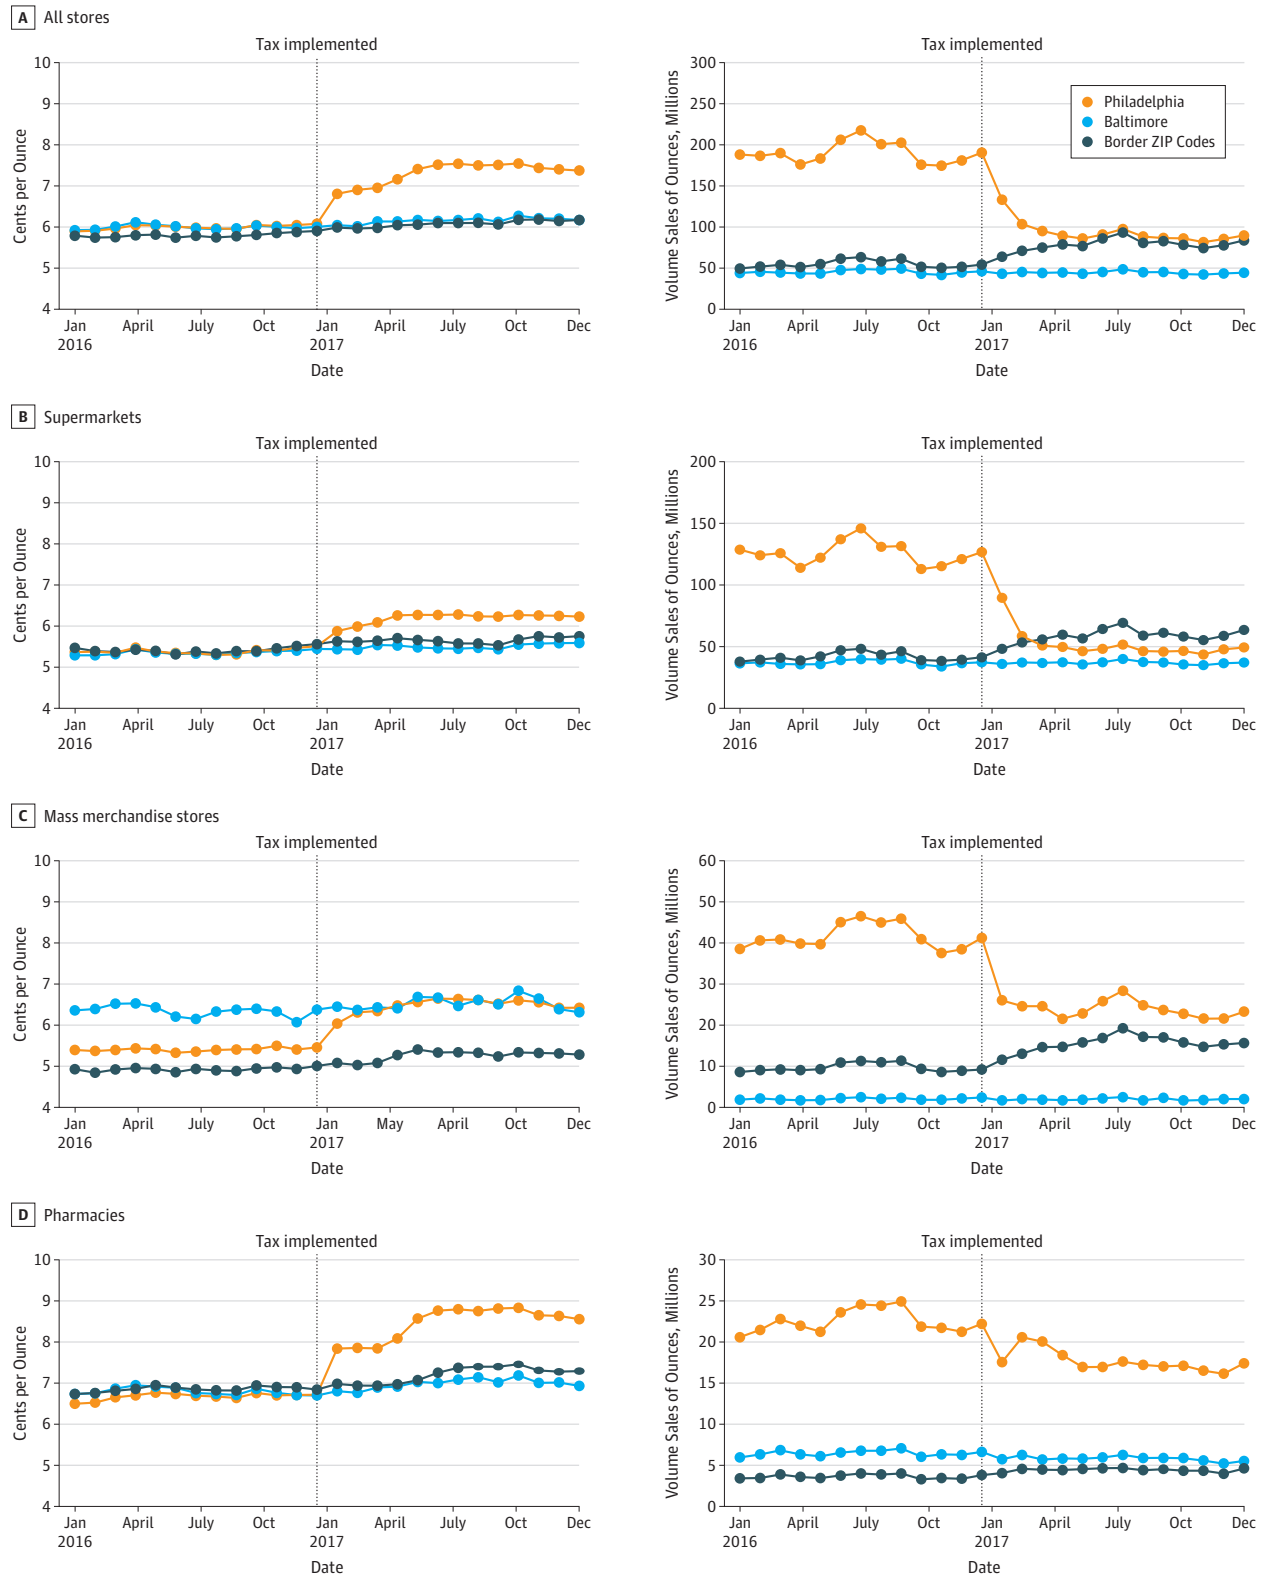 A All stores
Tax implemented
10
9
8
7
6
5
4
Cents per Ounce
Jan April July Oct Jan April July Oct Dec
2016 2017
Date
Tax implemented
300
250
200
150
100
50
0
Volume Sales of Ounces, Millions
Philadelphia
Baltimore
Border ZIP Codes
Jan April July Oct Jan April July Oct Dec
2016 2017
Date
B Supermarkets
Tax implemented
10
9
8
7
6
5
4
Cents per Ounce
Jan April July Oct Jan April July Oct Dec
2016 2017
Date
Tax implemented
200
150
100
50
0
Volume Sales of Ounces, Millions
Jan April July Oct Jan April July Oct Dec
2016 2017
Date
C Mass merchandise stores
Tax implemented
10
9
8
7
6
5
4
Cents per Ounce
Jan April July Oct Jan May April Oct Dec
2016 2017
Date
Tax implemented
60
50
40
30
20
10
0
Volume Sales of Ounces, Millions
Jan April July Oct Jan April July Oct Dec
2016 2017
Date
D Pharmacies
Tax implemented
10
9
8
7
6
5
4
Cents per Ounce
Jan April July Oct Jan April July Oct Dec
2016 2017
Date
Tax implemented
30
25
20
15
10
5
0
Volume Sales of Ounces, Millions
Jan April July Oct Jan April July Oct Dec
2016 2017
Date